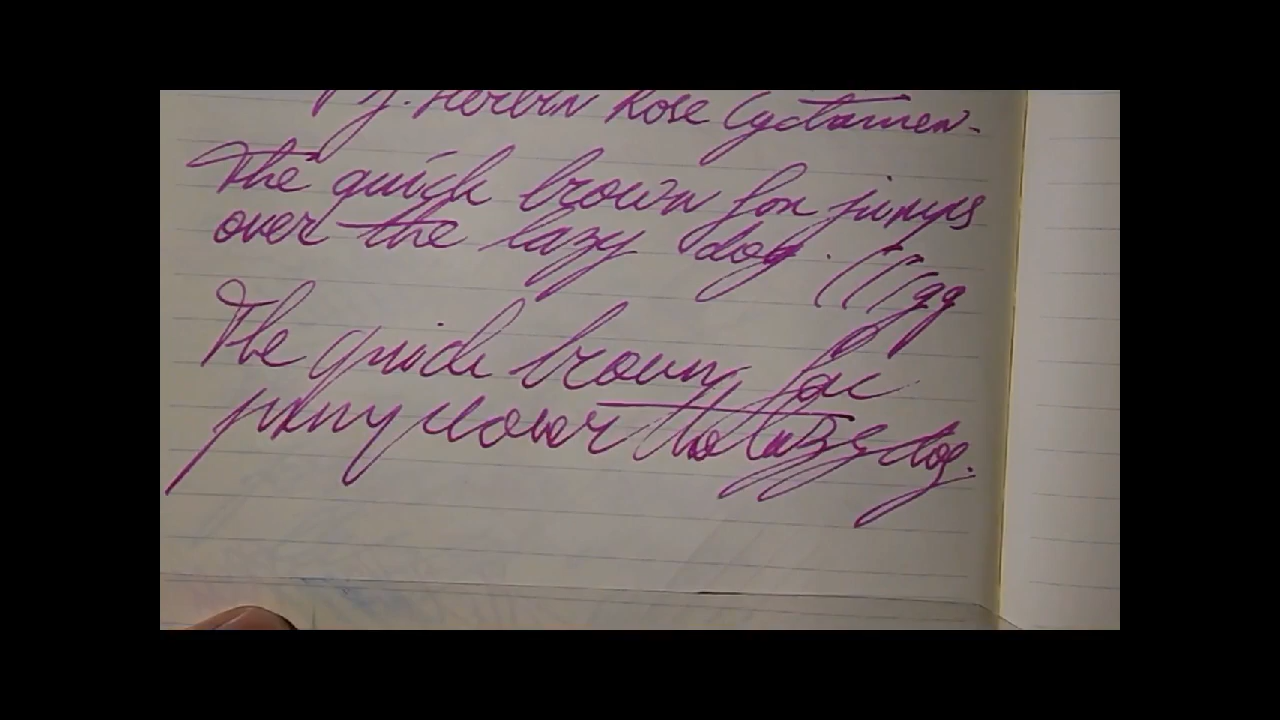 J. Herbin Rose Cyclamen.
The quick brown fox jumps
over the lazy dog. (((gg
The quick brown fox
jumps over the lazy dog.